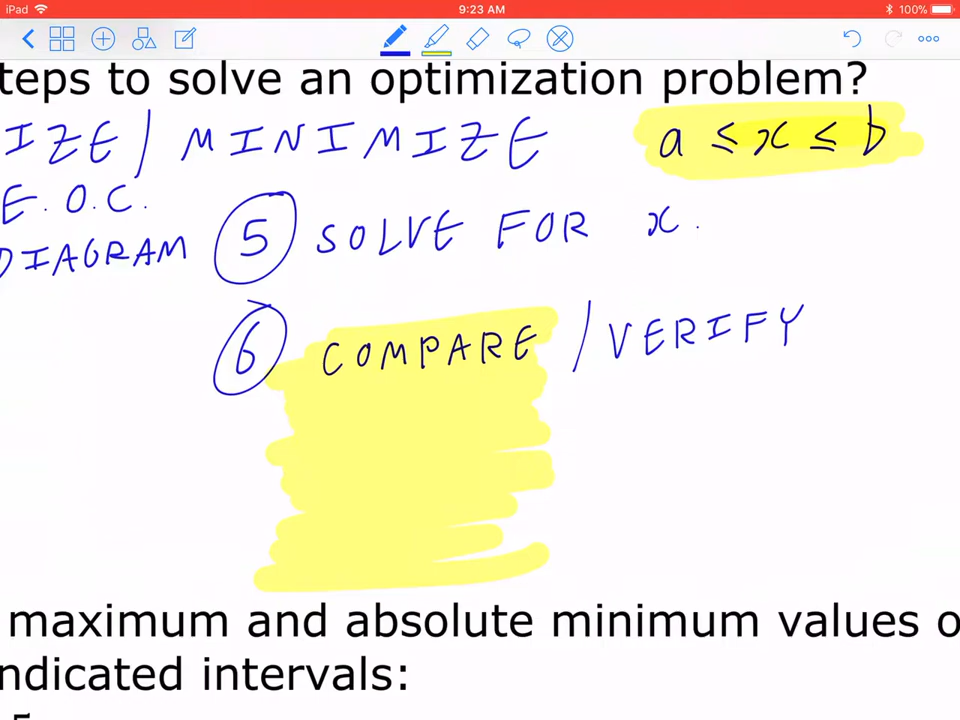 iPad 9:23 AM 100%
teps to solve an optimization problem?
IZE / MINIMIZE a ≤ x ≤ b
E.O.C.
DIAGRAM ⑤ SOLVE FOR x.
⑥ COMPARE / VERIFY
maximum and absolute minimum values o
ndicated intervals:
5